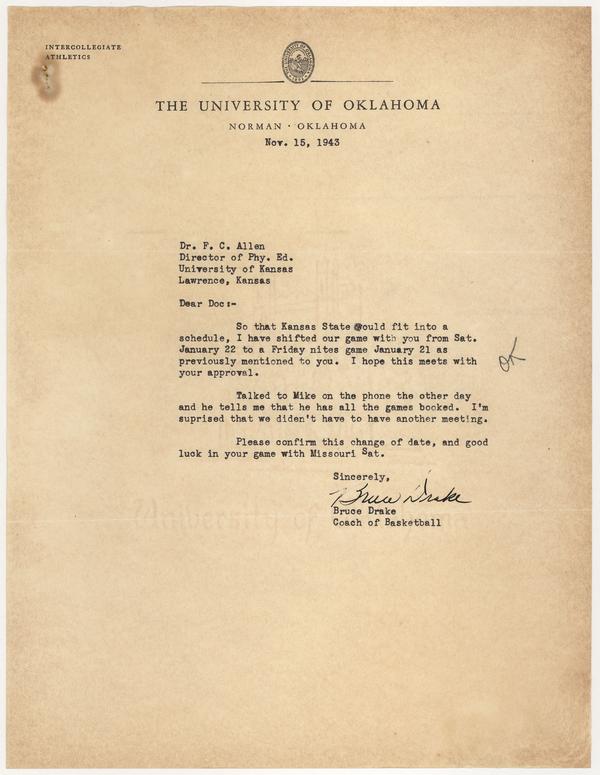 INTERCOLLEGIATE
ATHLETICS
THE UNIVERSITY OF OKLAHOMA
NORMAN · OKLAHOMA
Nov. 15, 1943
Dr. F. C. Allen
Director of Phy. Ed.
University of Kansas
Lawrence, Kansas
Dear Doc:-
So that Kansas State would fit into a
schedule, I have shifted our game with you from Sat.
January 22 to a Friday nites game January 21 as
previously mentioned to you. I hope this meets with
your approval.
OK
Talked to Mike on the phone the other day
and he tells me that he has all the games booked. I'm
suprised that we diden't have to have another meeting.
Please confirm this change of date, and good
luck in your game with Missouri Sat.
Sincerely,
Bruce Drake
Bruce Drake
Coach of Basketball